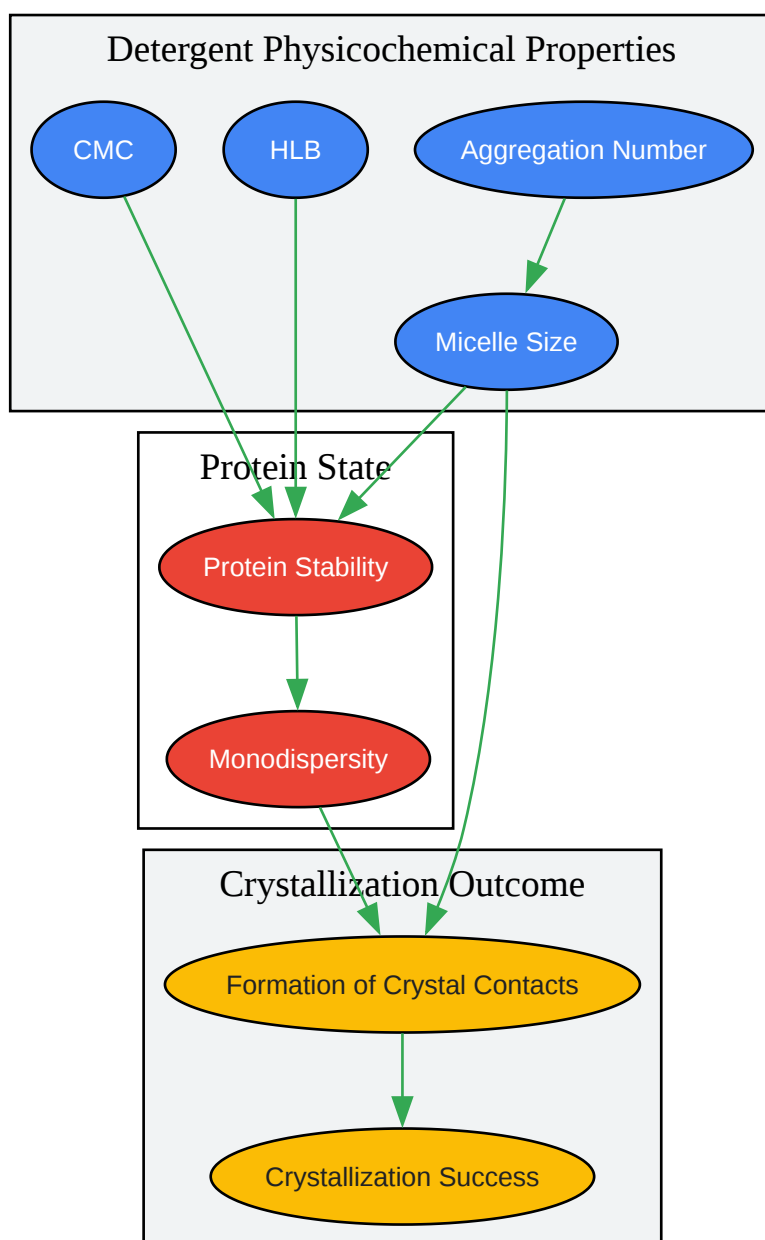 Detergent Physicochemical Properties
CMC
HLB
Aggregation Number
Micelle Size
Protein State
Protein Stability
Monodispersity
Crystallization Outcome
Formation of Crystal Contacts
Crystallization Success